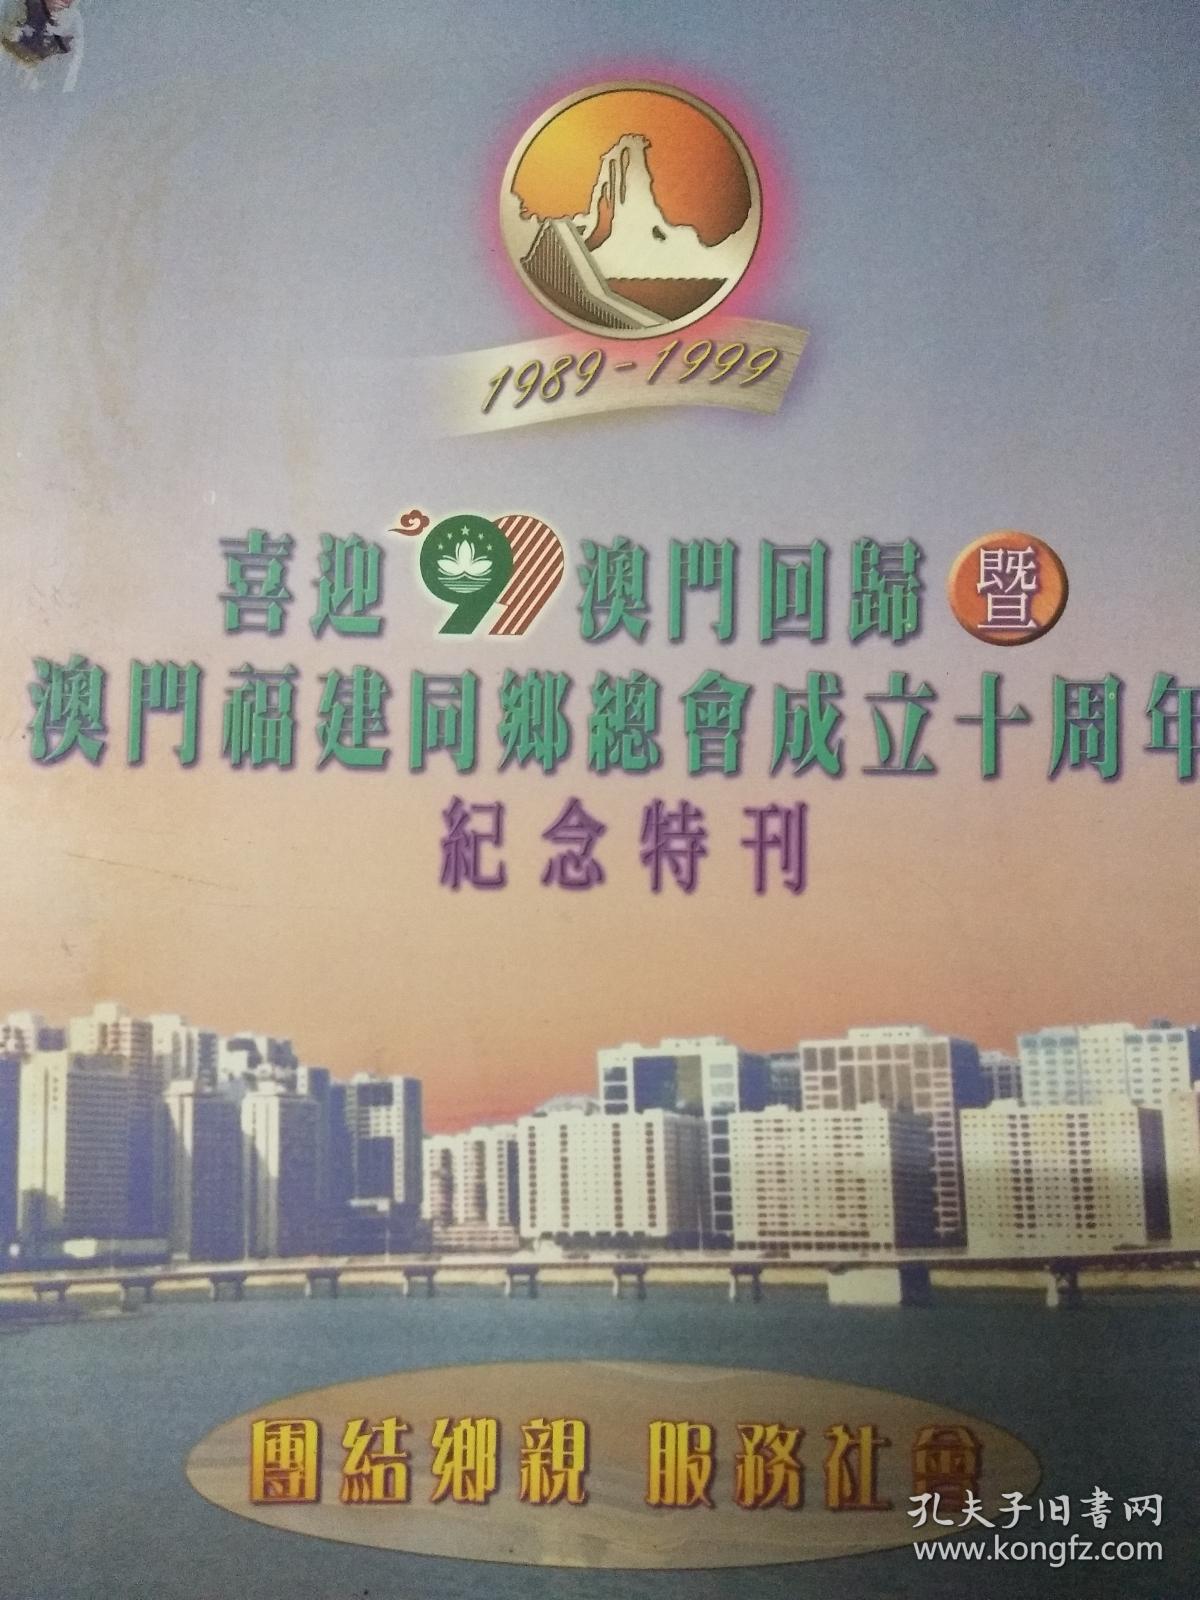 1989-1999
喜迎'99澳門回歸暨
澳門福建同鄉總會成立十周年
紀念特刊
團結鄉親 服務社會
孔夫子旧书网
www.kongfz.com